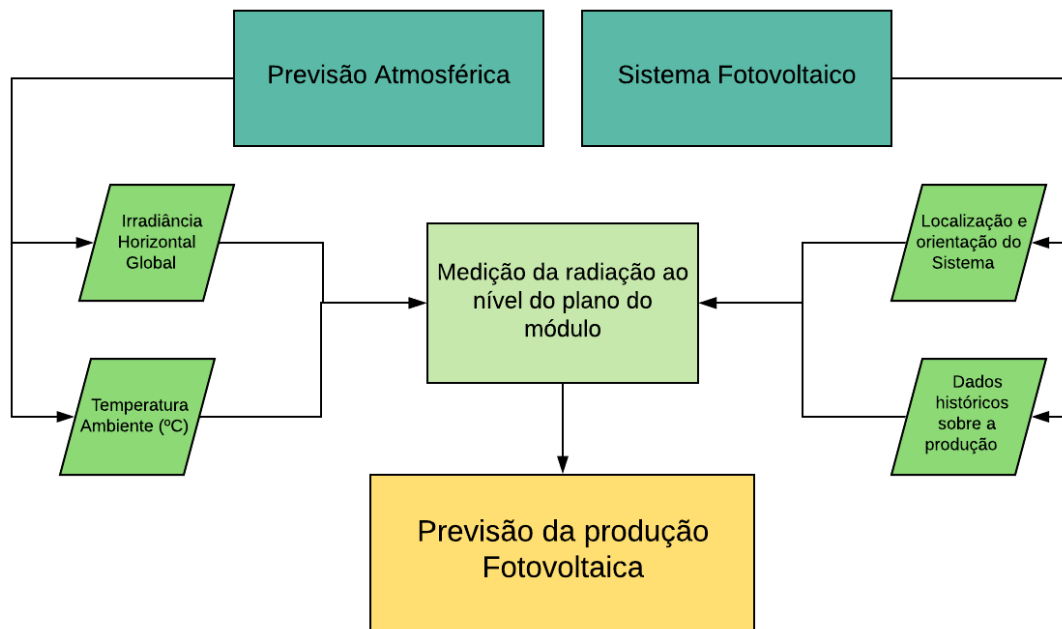 Previsão Atmosférica
Sistema Fotovoltaico
Irradiância
Horizontal
Global
Medição da radiação ao
nível do plano do
módulo
Localização e
orientação do
Sistema
Temperatura
Ambiente (ºC)
Dados
históricos
sobre a
produção
Previsão da produção
Fotovoltaica